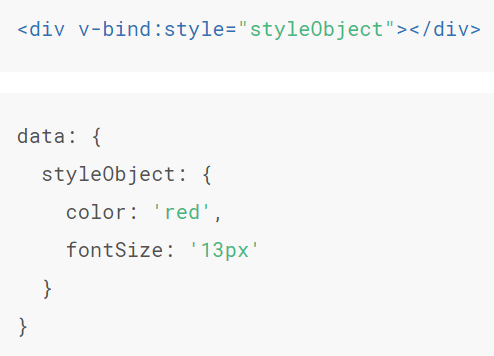 <div v-bind:style="styleObject"></div>
data: {
  styleObject: {
    color: 'red',
    fontSize: '13px'
  }
}